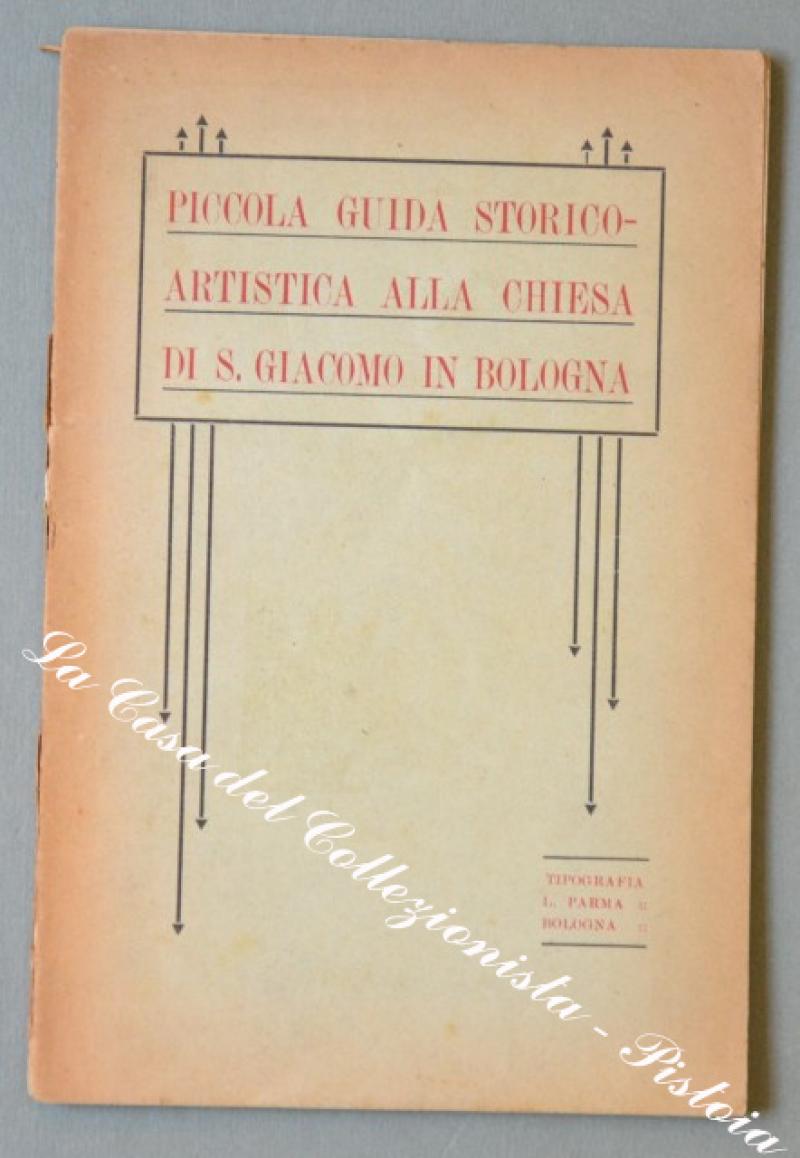 PICCOLA GUIDA STORICO-
ARTISTICA ALLA CHIESA
DI S. GIACOMO IN BOLOGNA
TIPOGRAFIA
L. PARMA ::
BOLOGNA ::
La Casa del Collezionista - Pistoia